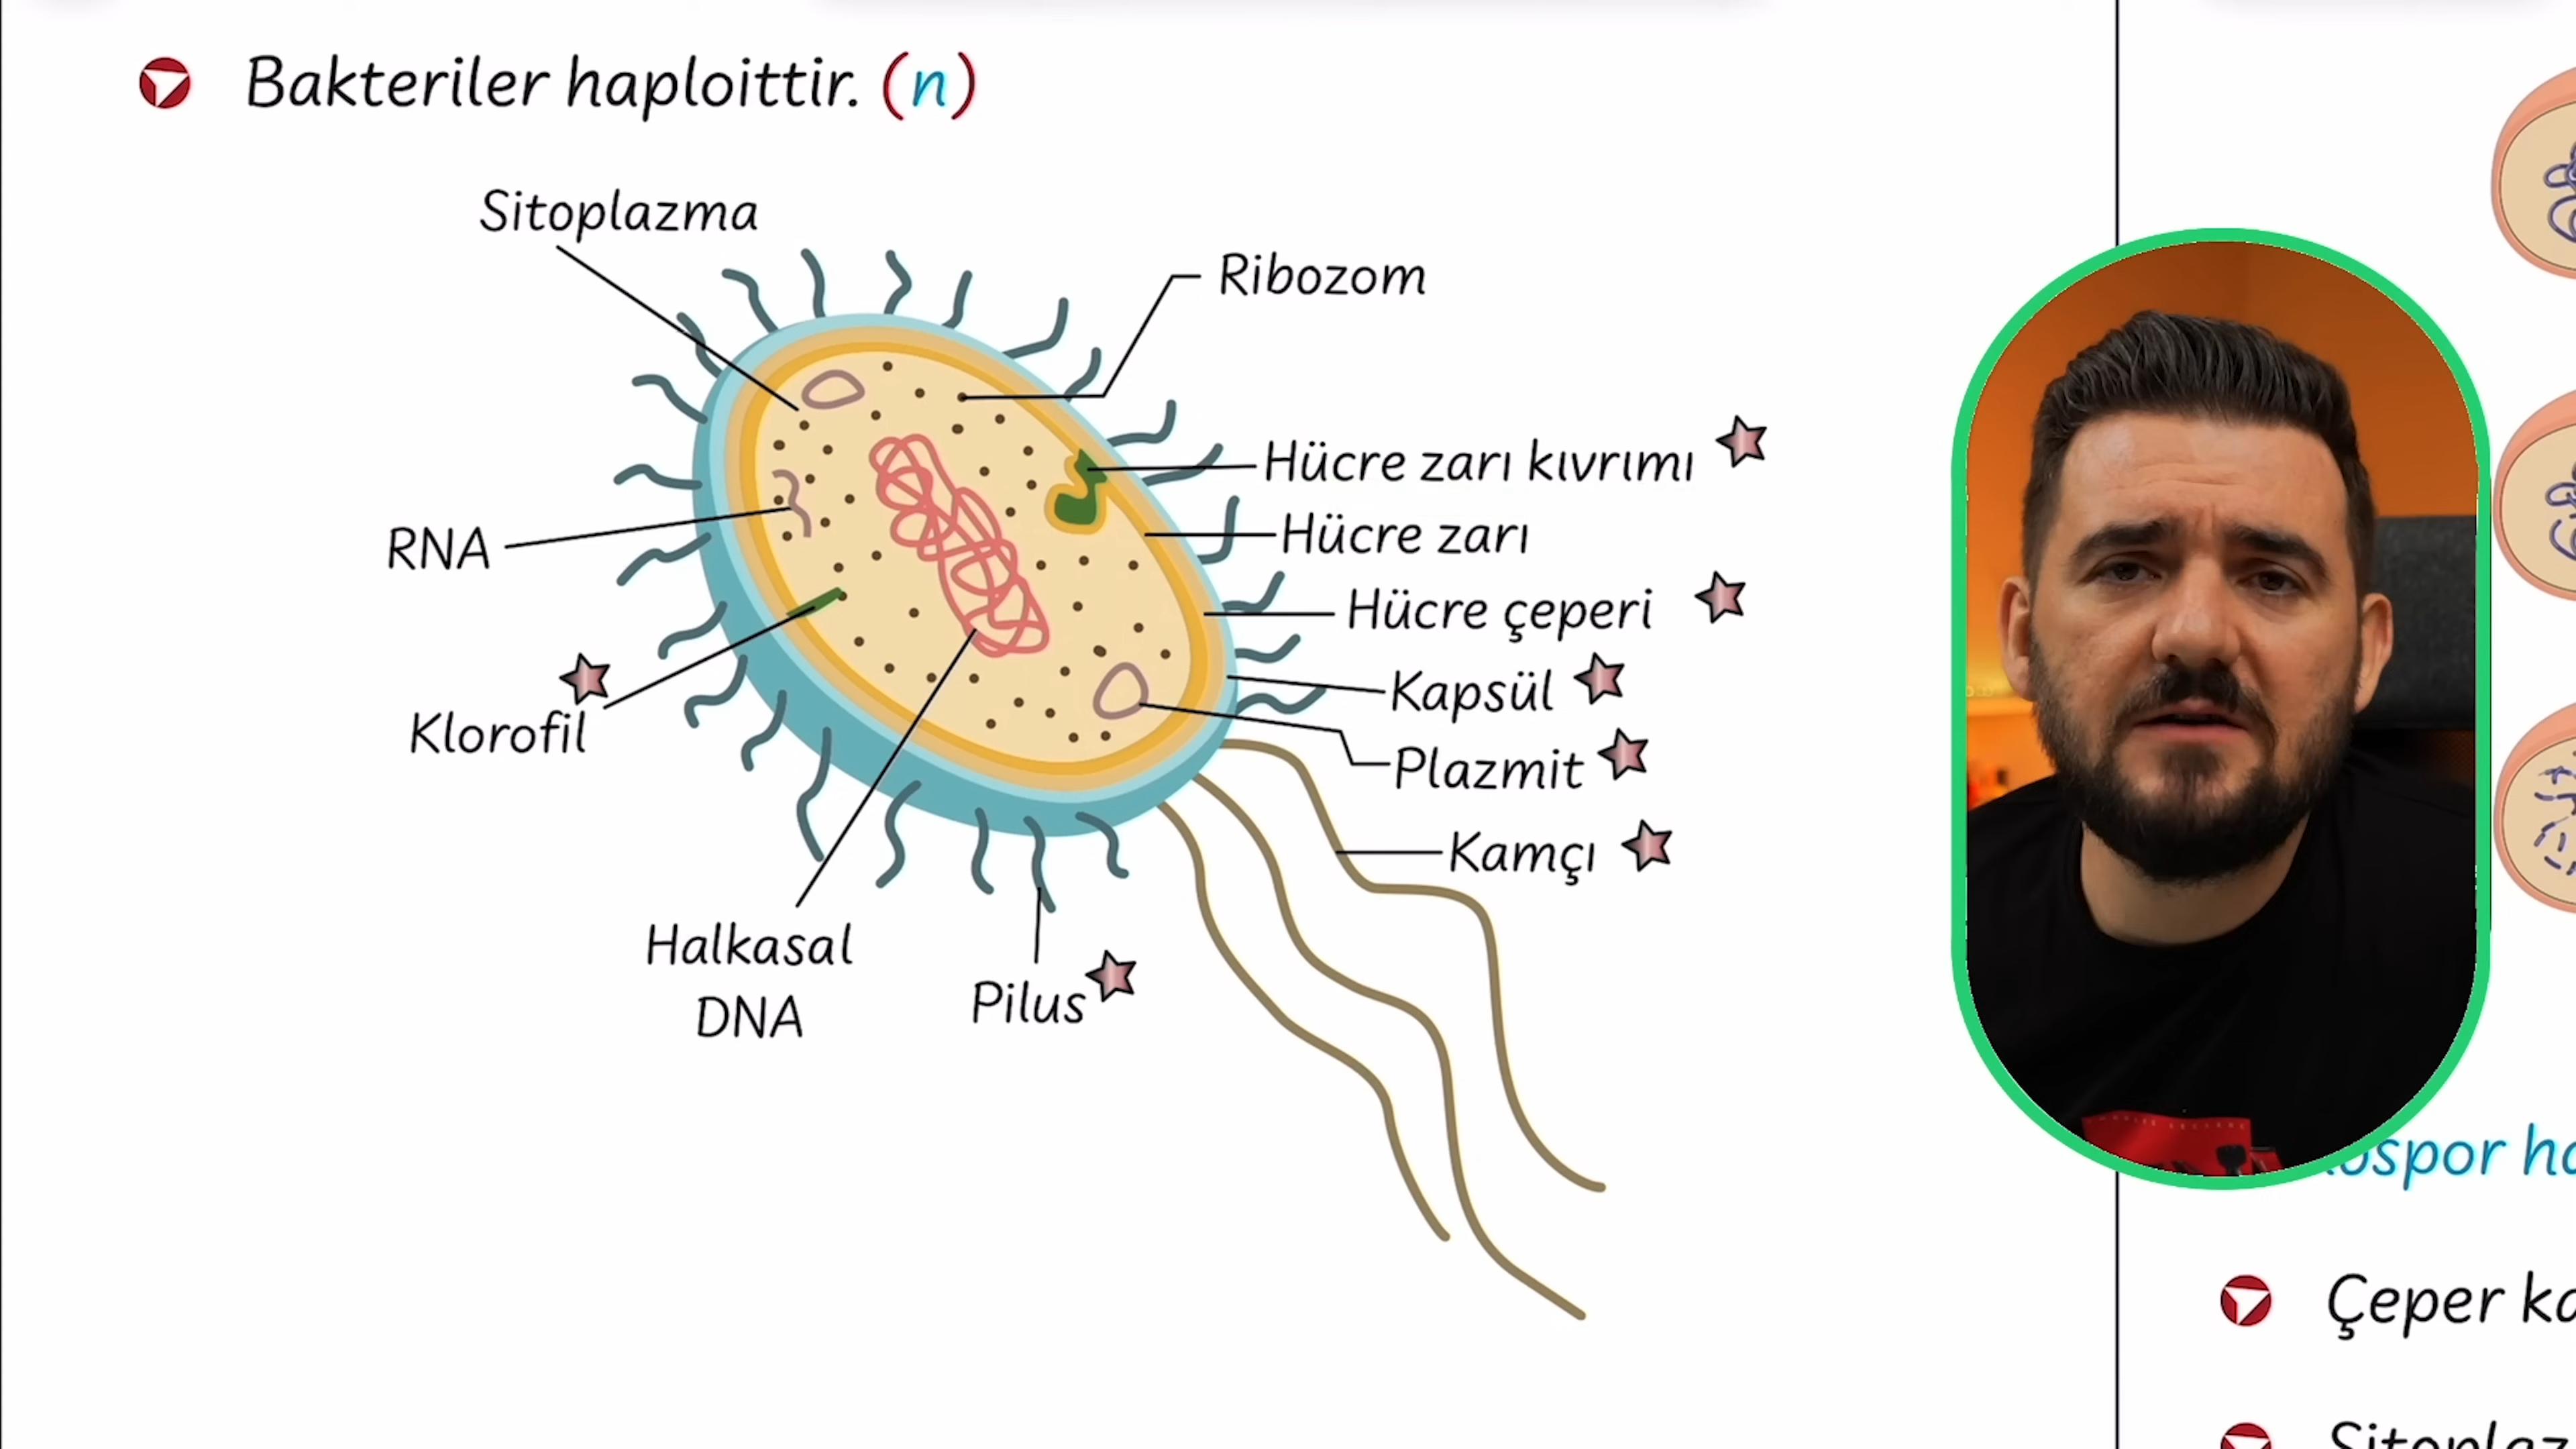 Bakteriler haploittir. (n)
Sitoplazma
Ribozom
Hücre zarı kıvrımı
Hücre zarı
RNA
Hücre çeperi
Kapsül
Klorofil
Plazmit
Kamçı
Halkasal
DNA
Pilus
Çeper